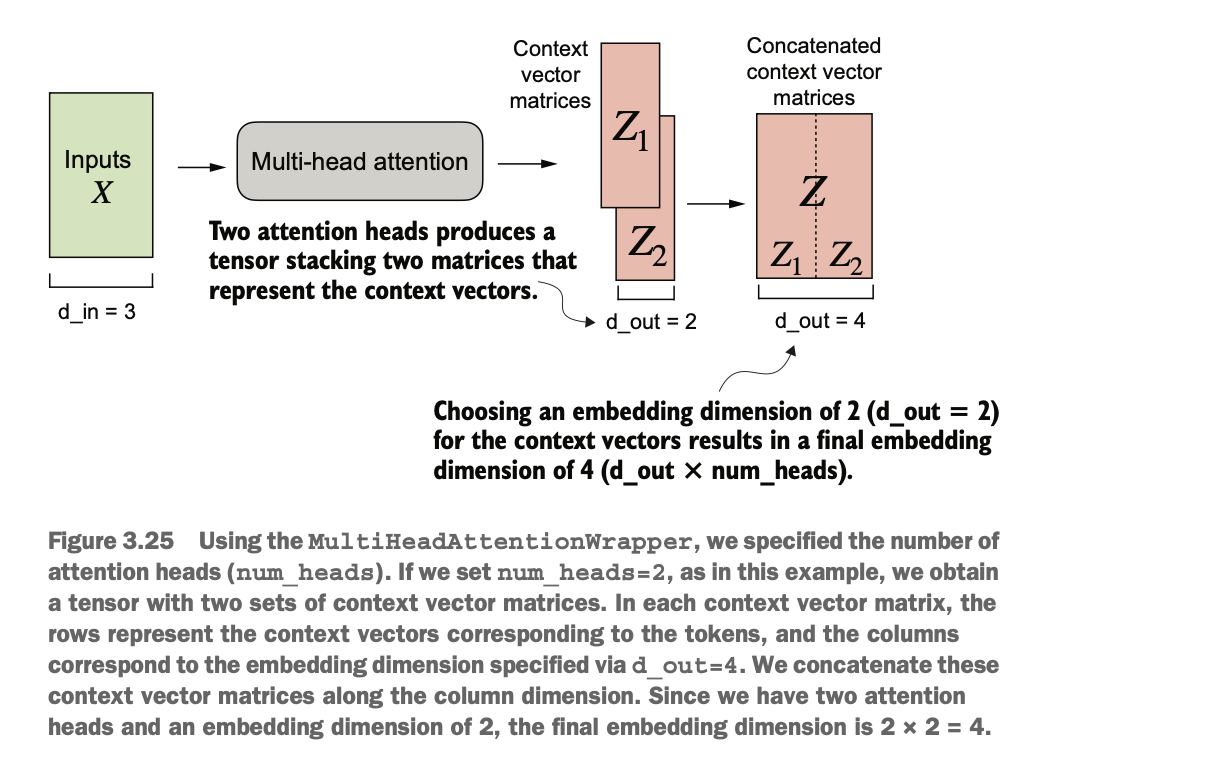 Context
vector
matrices
Concatenated
context vector
matrices
Inputs
X
Multi-head attention
Z1
Z2
Z
Z1 Z2
Two attention heads produces a
tensor stacking two matrices that
represent the context vectors.
d_in = 3
d_out = 2
d_out = 4
Choosing an embedding dimension of 2 (d_out = 2)
for the context vectors results in a final embedding
dimension of 4 (d_out × num_heads).
Figure 3.25 Using the MultiHeadAttentionWrapper, we specified the number of
attention heads (num_heads). If we set num_heads=2, as in this example, we obtain
a tensor with two sets of context vector matrices. In each context vector matrix, the
rows represent the context vectors corresponding to the tokens, and the columns
correspond to the embedding dimension specified via d_out=4. We concatenate these
context vector matrices along the column dimension. Since we have two attention
heads and an embedding dimension of 2, the final embedding dimension is 2 × 2 = 4.